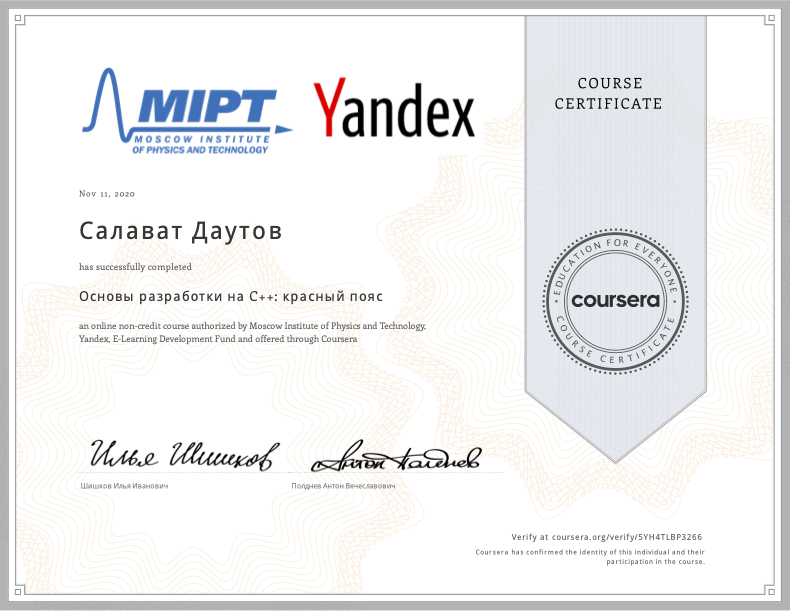 MIPT
MOSCOW INSTITUTE
OF PHYSICS AND TECHNOLOGY
Yandex
COURSE
CERTIFICATE
Nov 11, 2020
Салават Даутов
has successfully completed
Основы разработки на C++: красный пояс
an online non-credit course authorized by Moscow Institute of Physics and Technology,
Yandex, E-Learning Development Fund and offered through Coursera
EDUCATION FOR EVERYONE
coursera
COURSE CERTIFICATE
Илья Шишков
Антон Полднев
Шишков Илья Иванович
Полднев Антон Вячеславович
Verify at coursera.org/verify/5YH4TLBP3266
Coursera has confirmed the identity of this individual and their
participation in the course.